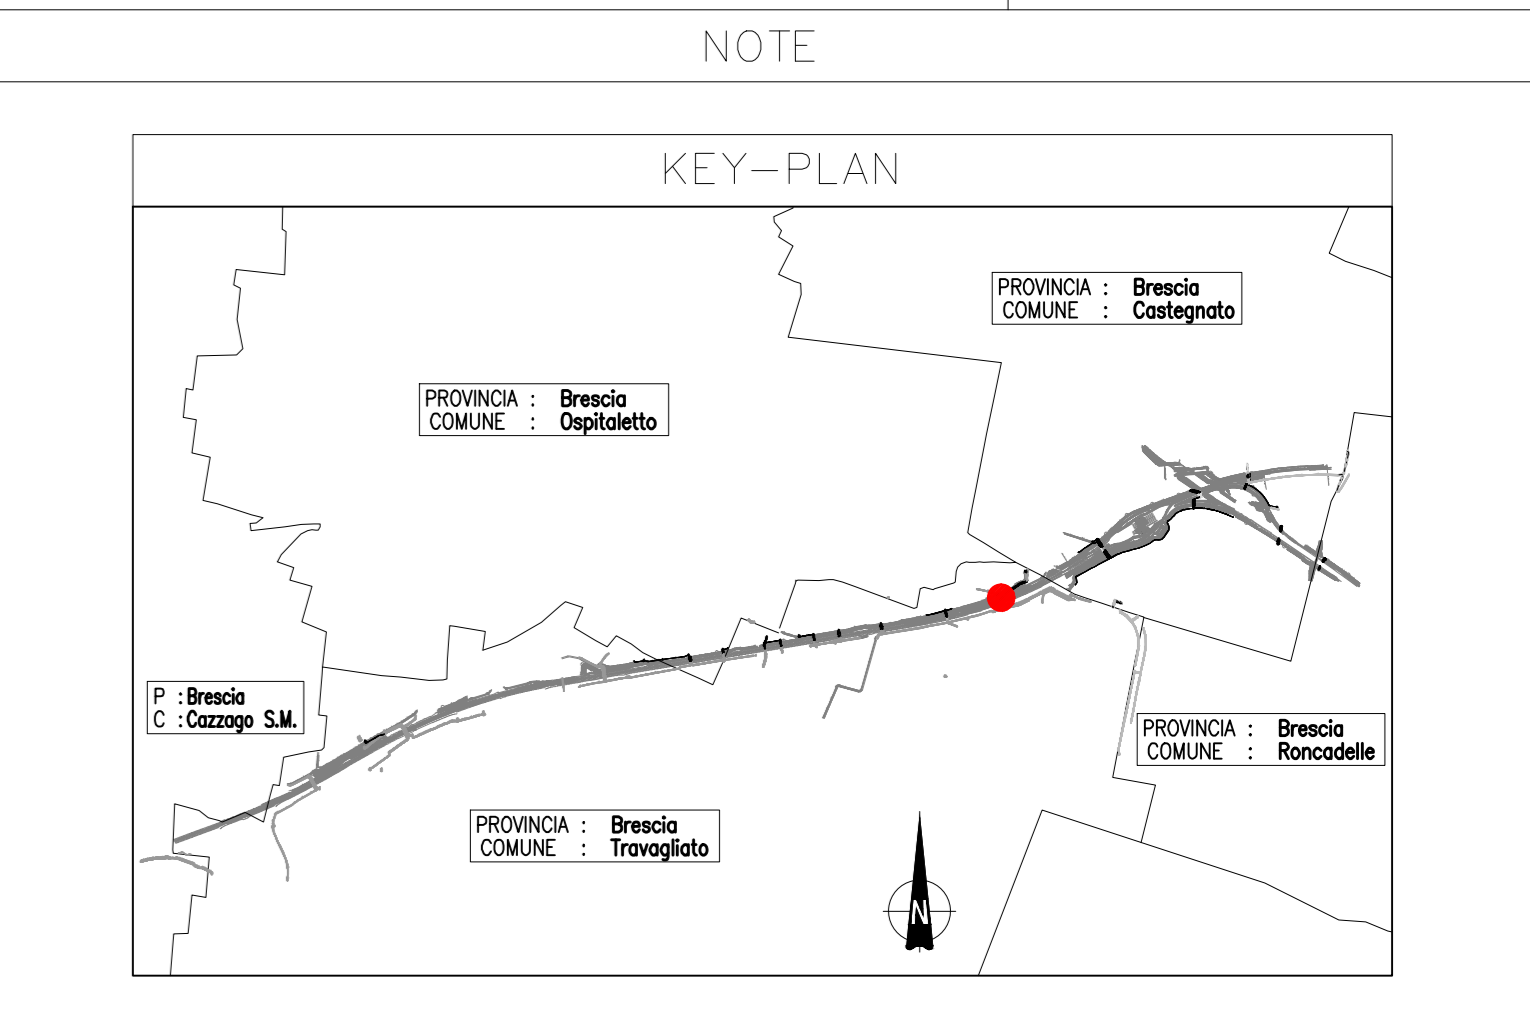 NOTE
KEY-PLAN
PROVINCIA : Brescia
COMUNE : Castegnato
PROVINCIA : Brescia
COMUNE : Ospitaletto
P : Brescia
C : Cazzago S.M.
PROVINCIA : Brescia
COMUNE : Roncadelle
PROVINCIA : Brescia
COMUNE : Travagliato
N